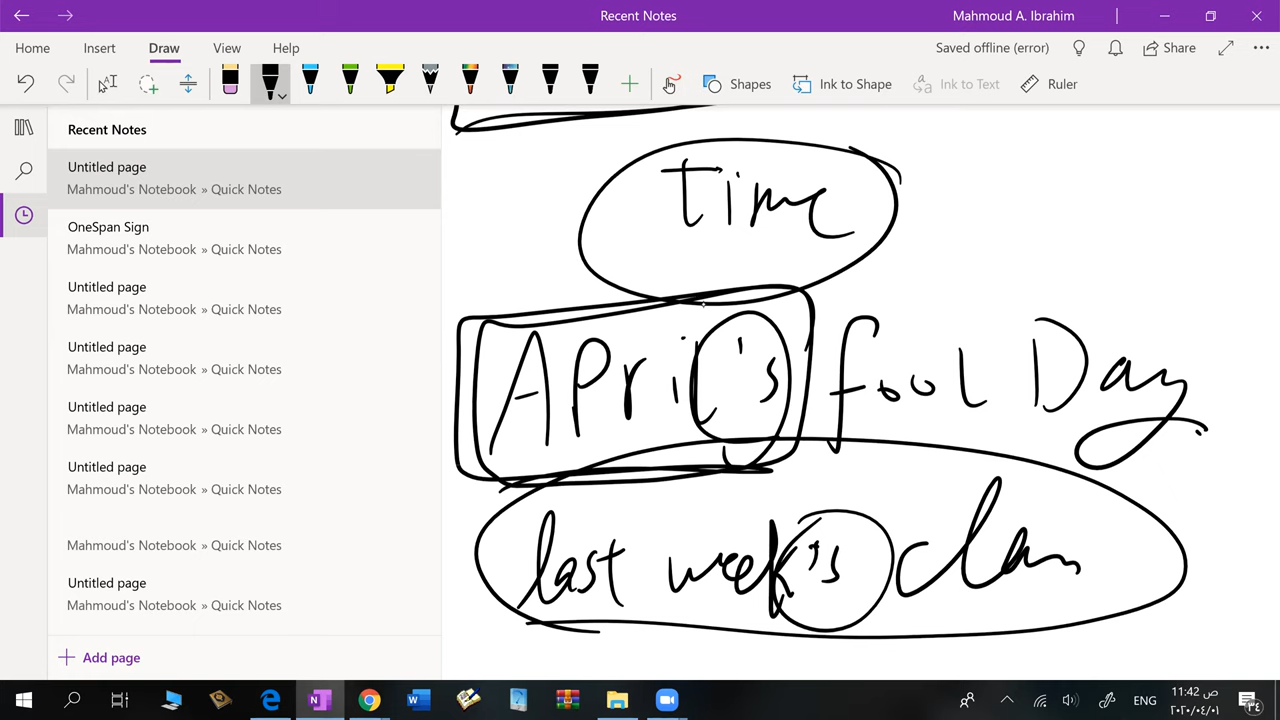 Recent Notes
Mahmoud A. Ibrahim
Home Insert Draw View Help
Saved offline (error) Share
Shapes Ink to Shape Ink to Text Ruler
Recent Notes
Untitled page
Mahmoud's Notebook » Quick Notes
OneSpan Sign
Mahmoud's Notebook » Quick Notes
Untitled page
Mahmoud's Notebook » Quick Notes
Untitled page
Mahmoud's Notebook » Quick Notes
Untitled page
Mahmoud's Notebook » Quick Notes
Untitled page
Mahmoud's Notebook » Quick Notes
Mahmoud's Notebook » Quick Notes
Untitled page
Mahmoud's Notebook » Quick Notes
Add page
time
April's fool Day
last week's class
ENG
11:42 ص
٢٠٢٠/٠٤/٠١
٣٤